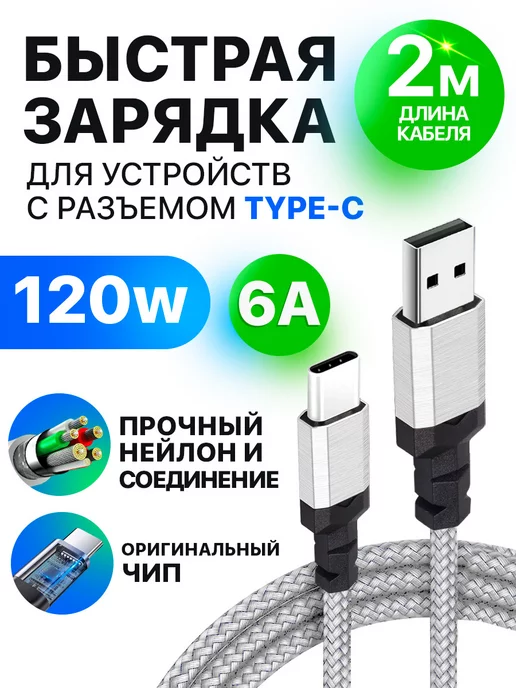 БЫСТРАЯ
ЗАРЯДКА
ДЛЯ УСТРОЙСТВ
С РАЗЪЕМОМ TYPE-C
2м
ДЛИНА
КАБЕЛЯ
120w
6A
ПРОЧНЫЙ
НЕЙЛОН И
СОЕДИНЕНИЕ
ОРИГИНАЛЬНЫЙ
ЧИП